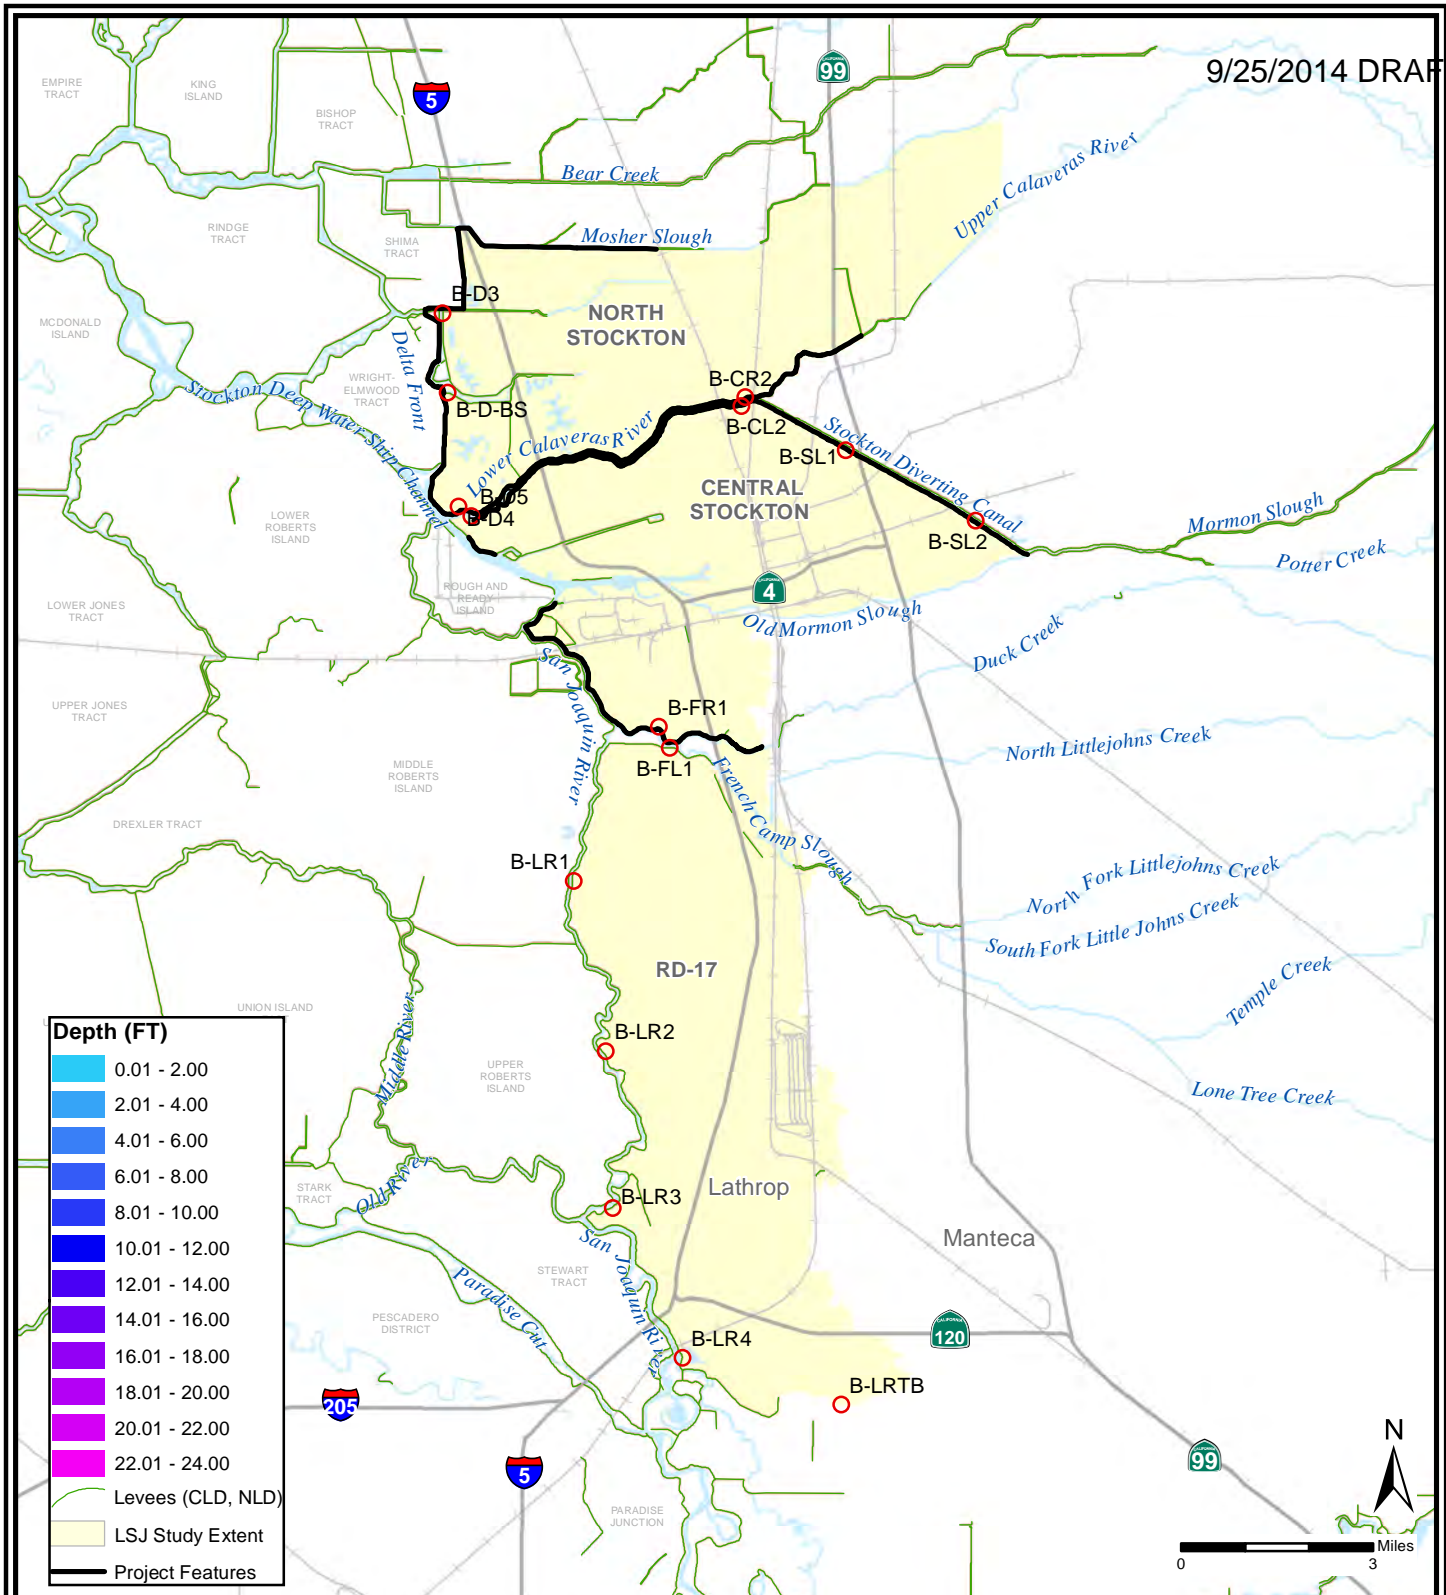 9/25/2014 DRAF
EMPIRE
TRACT
KING
ISLAND
BISHOP
TRACT
5
CALIFORNIA
99
Bear Creek
Upper Calaveras River
RINDGE
TRACT
SHIMA
TRACT
Mosher Slough
B-D3
NORTH
STOCKTON
MCDONALD
ISLAND
Delta Front
WRIGHT-
ELMWOOD
TRACT
Stockton Deep Water Ship Channel
B-D-BS
B-CR2
B-CL2
Lower Calaveras River
Stockton Diverting Canal
B-SL1
CENTRAL
STOCKTON
B-D5
B-D4
B-SL2
Mormon Slough
Potter Creek
LOWER
ROBERTS
ISLAND
ROUGH AND
READY
ISLAND
CALIFORNIA
4
Old Mormon Slough
Duck Creek
LOWER JONES
TRACT
San Joaquin River
UPPER JONES
TRACT
B-FR1
B-FL1
North Littlejohns Creek
MIDDLE
ROBERTS
ISLAND
French Camp Slough
DREXLER TRACT
B-LR1
North Fork Littlejohns Creek
South Fork Little Johns Creek
RD-17
Temple Creek
UNION ISLAND
Middle River
B-LR2
UPPER
ROBERTS
ISLAND
Lone Tree Creek
STARK
TRACT
Old River
B-LR3
Lathrop
Manteca
San Joaquin River
STEWART
TRACT
Paradise Cut
PESCADERO
DISTRICT
B-LR4
CALIFORNIA
120
B-LRTB
205
5
CALIFORNIA
99
PARADISE
JUNCTION
N
Miles
0
3
Depth (FT)
0.01 - 2.00
2.01 - 4.00
4.01 - 6.00
6.01 - 8.00
8.01 - 10.00
10.01 - 12.00
12.01 - 14.00
14.01 - 16.00
16.01 - 18.00
18.01 - 20.00
20.01 - 22.00
22.01 - 24.00
Levees (CLD, NLD)
LSJ Study Extent
Project Features